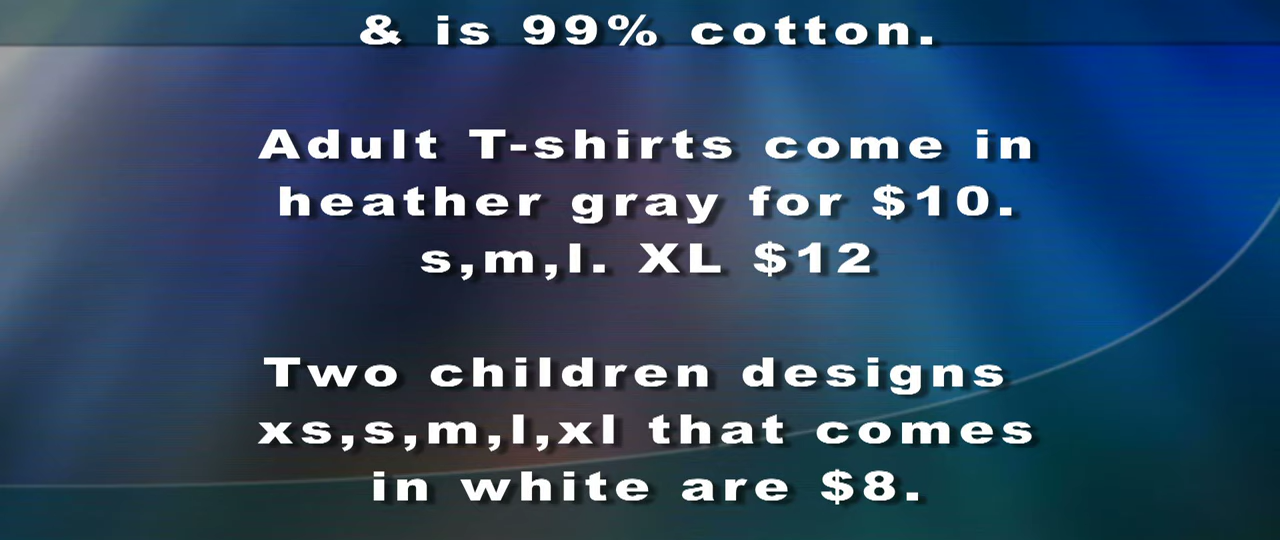 & is 99% cotton.
Adult T-shirts come in
heather gray for $10.
s,m,l. XL $12
Two children designs
xs,s,m,l,xl that comes
in white are $8.